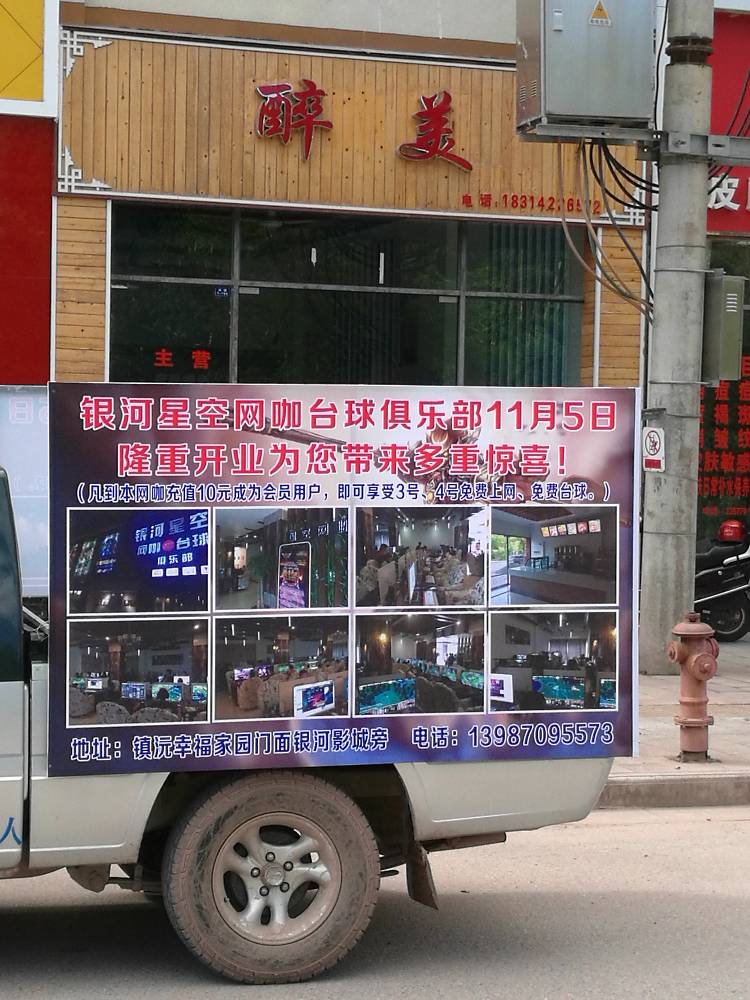 醉美
电话:
主营
银河星空网咖台球俱乐部11月5日
隆重开业为您带来多重惊喜！
（凡到本网咖充值10元成为会员用户，即可享受3号、4号免费上网、免费台球。）
银河星空
网咖 台球
俱乐部
地址：镇沅幸福家园门面银河影城旁 电话：13987095573
人